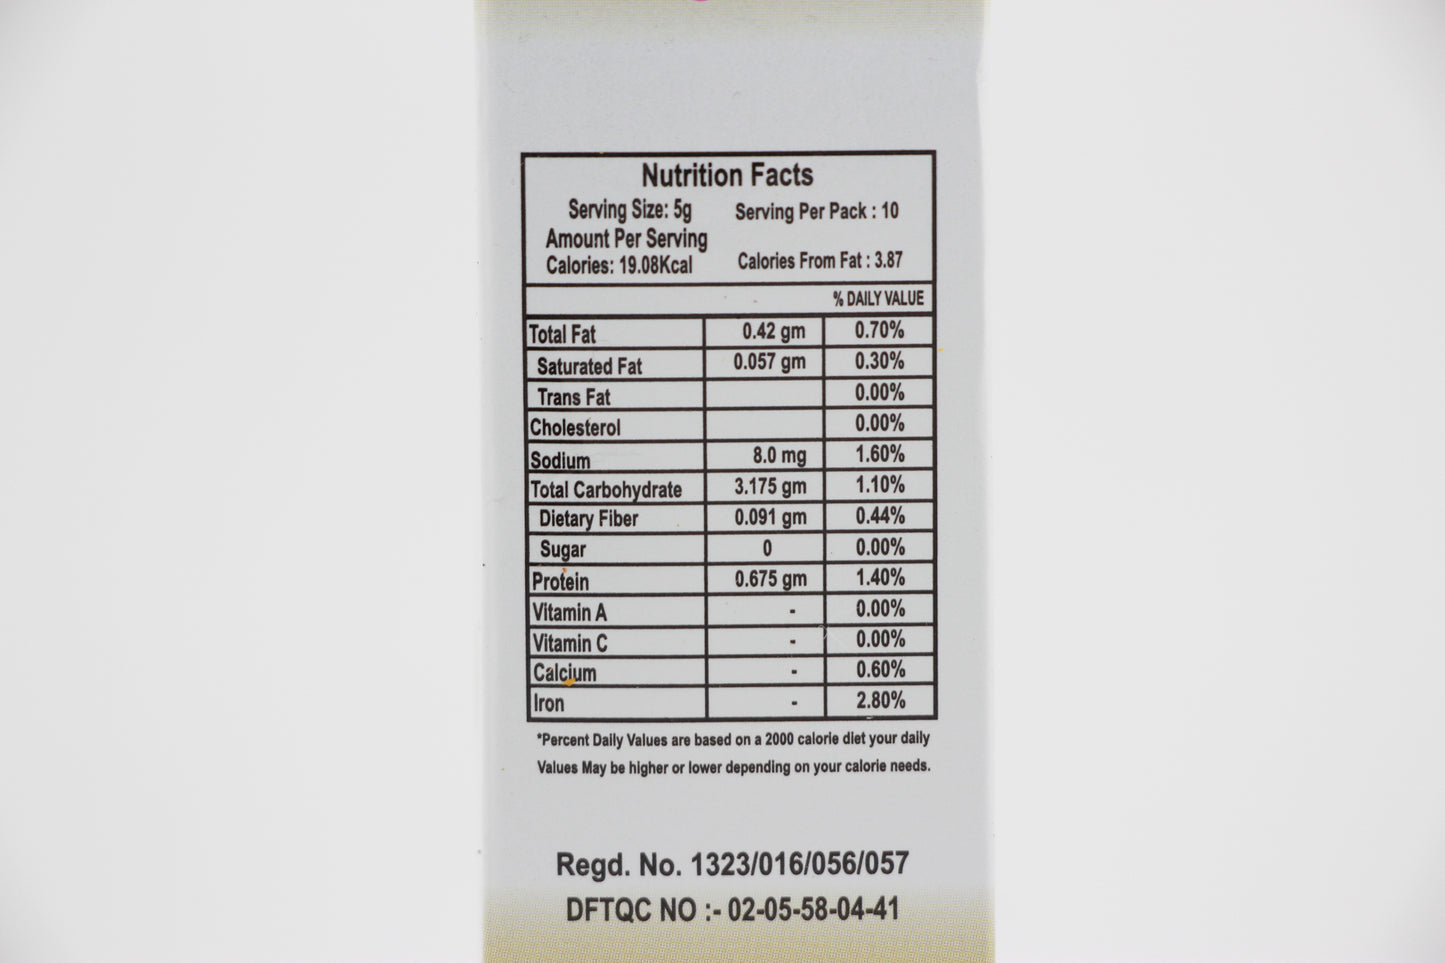 Nutrition Facts
Serving Size: 5g Serving Per Pack : 10
Amount Per Serving
Calories: 19.08Kcal Calories From Fat : 3.87
% DAILY VALUE
Total Fat 0.42 gm 0.70%
Saturated Fat 0.057 gm 0.30%
Trans Fat 0.00%
Cholesterol 0.00%
Sodium 8.0 mg 1.60%
Total Carbohydrate 3.175 gm 1.10%
Dietary Fiber 0.091 gm 0.44%
Sugar 0 0.00%
Protein 0.675 gm 1.40%
Vitamin A - 0.00%
Vitamin C - 0.00%
Calcium - 0.60%
Iron - 2.80%
*Percent Daily Values are based on a 2000 calorie diet your daily
Values May be higher or lower depending on your calorie needs.
Regd. No. 1323/016/056/057
DFTQC NO :- 02-05-58-04-41